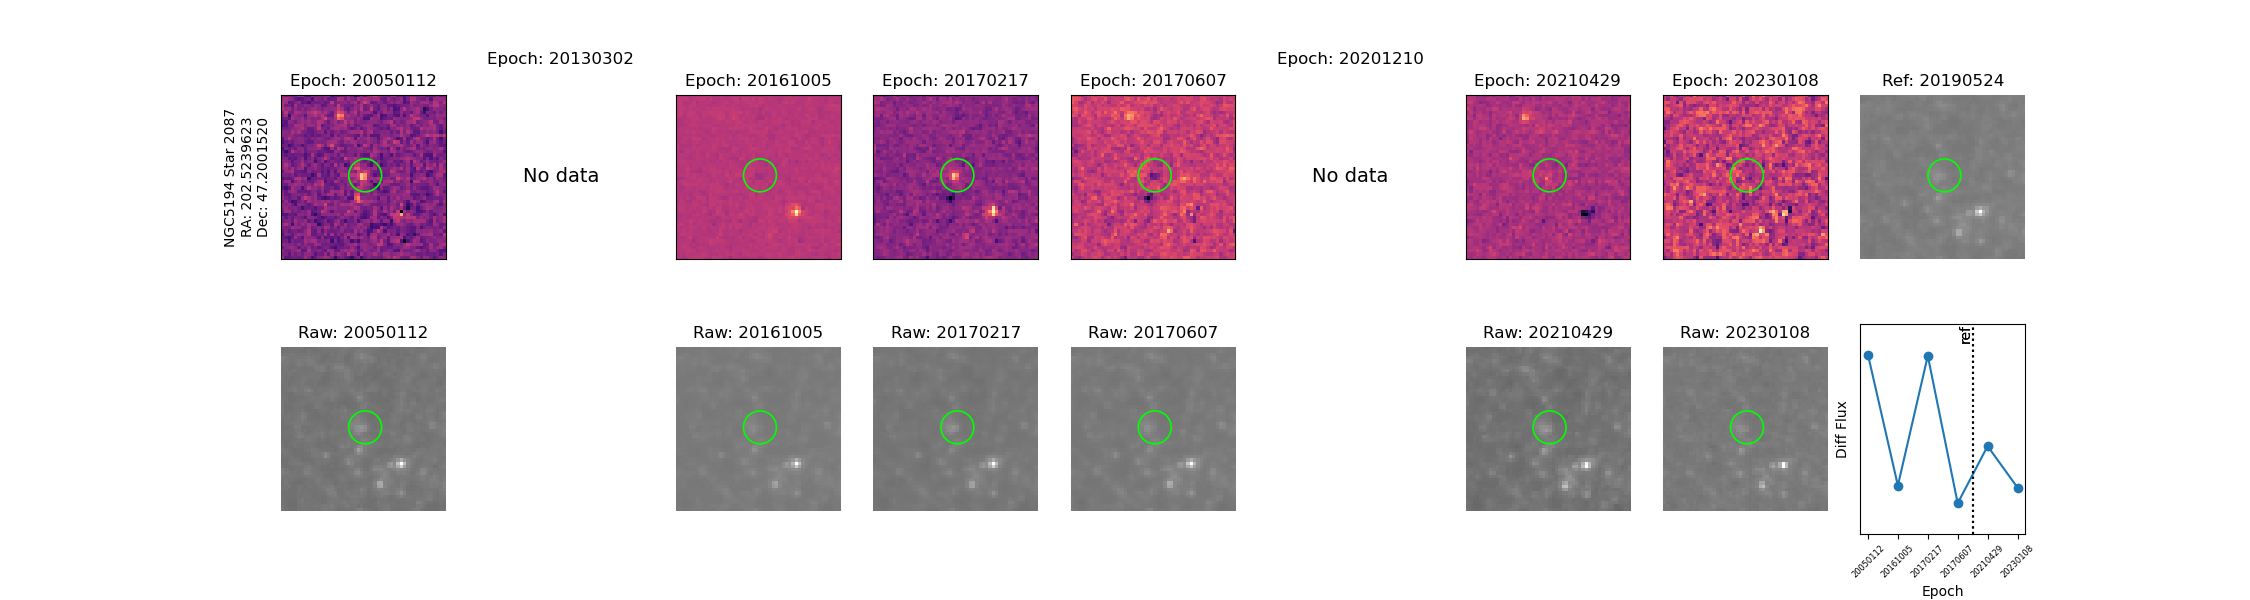 NGC5194 Star 2087
RA: 202.5239623
Dec: 47.2001520
Epoch: 20050112
Epoch: 20130302
No data
Epoch: 20161005
Epoch: 20170217
Epoch: 20170607
Epoch: 20201210
No data
Epoch: 20210429
Epoch: 20230108
Ref: 20190524
Raw: 20050112
Raw: 20161005
Raw: 20170217
Raw: 20170607
Raw: 20210429
Raw: 20230108
ref
Diff Flux
20050112
20161005
20170217
20170607
20210429
20230108
Epoch